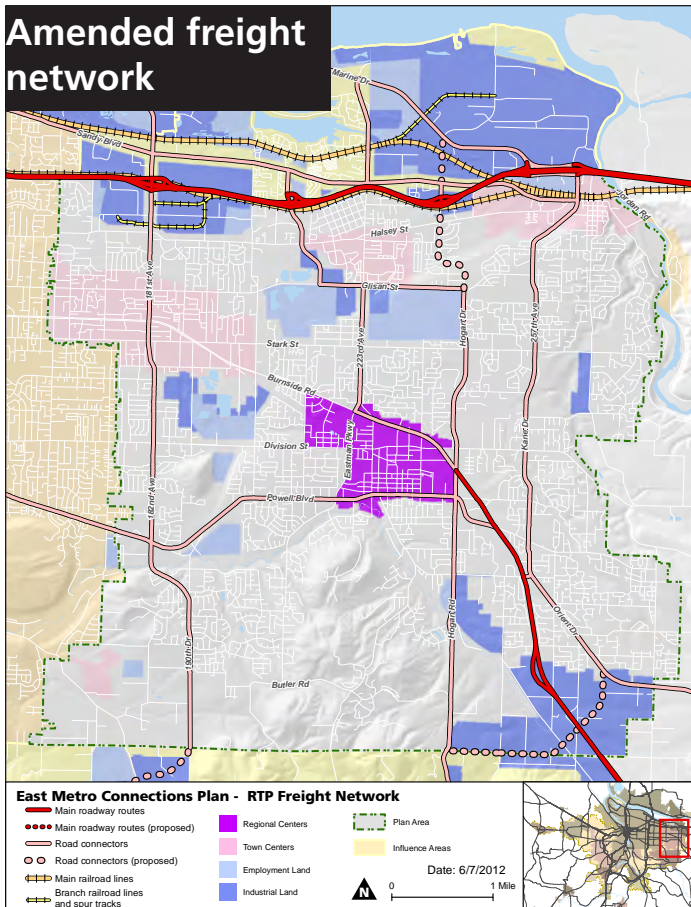 Amended freight
network
Marine Dr
Sandy Blvd
Jorden Rd
Halsey St
181st Ave
Glisan St
223rd Ave
Hogart Dr
257th Ave
Stark St
Burnside Rd
Eastman Pkwy
Division St
Kane Dr
182nd Ave
Powell Blvd
190th Dr
Hogart Rd
Orient Dr
Butler Rd
East Metro Connections Plan - RTP Freight Network
Main roadway routes
Main roadway routes (proposed)
Road connectors
Road connectors (proposed)
Main railroad lines
Branch railroad lines
and spur tracks
Regional Centers
Town Centers
Employment Land
Industrial Land
Plan Area
Influence Areas
Date: 6/7/2012
N
0 1 Mile